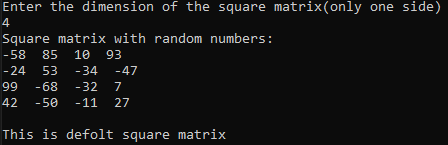 Enter the dimension of the square matrix(only one side)
4
Square matrix with random numbers:
-58  85  10  93
-24  53  -34  -47
99  -68  -32  7
42  -50  -11  27
This is defolt square matrix